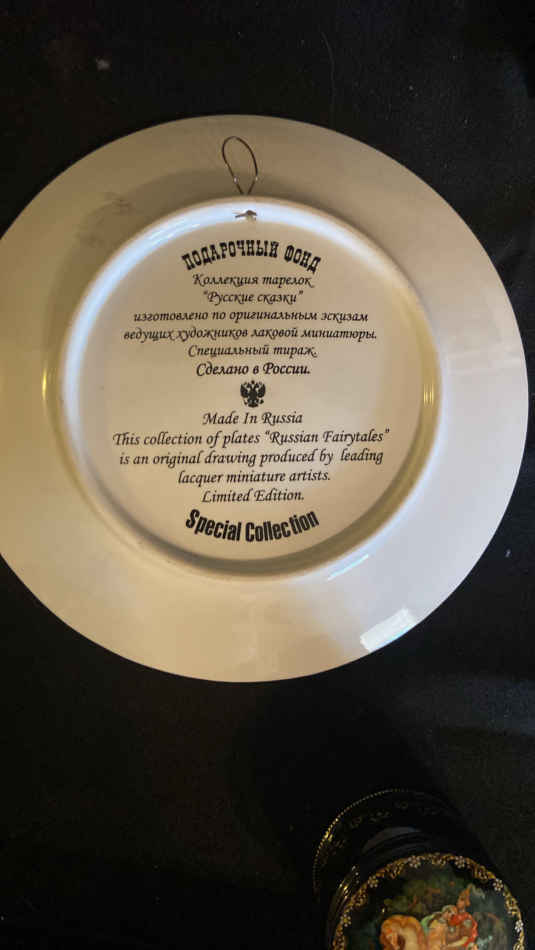 ПОДАРОЧНЫЙ ФОНД
Коллекция тарелок
"Русские сказки"
изготовлено по оригинальным эскизам
ведущих художников лаковой миниатюры.
Специальный тираж.
Сделано в России.
Made In Russia
This collection of plates "Russian Fairytales"
is an original drawing produced by leading
lacquer miniature artists.
Limited Edition.
Special Collection